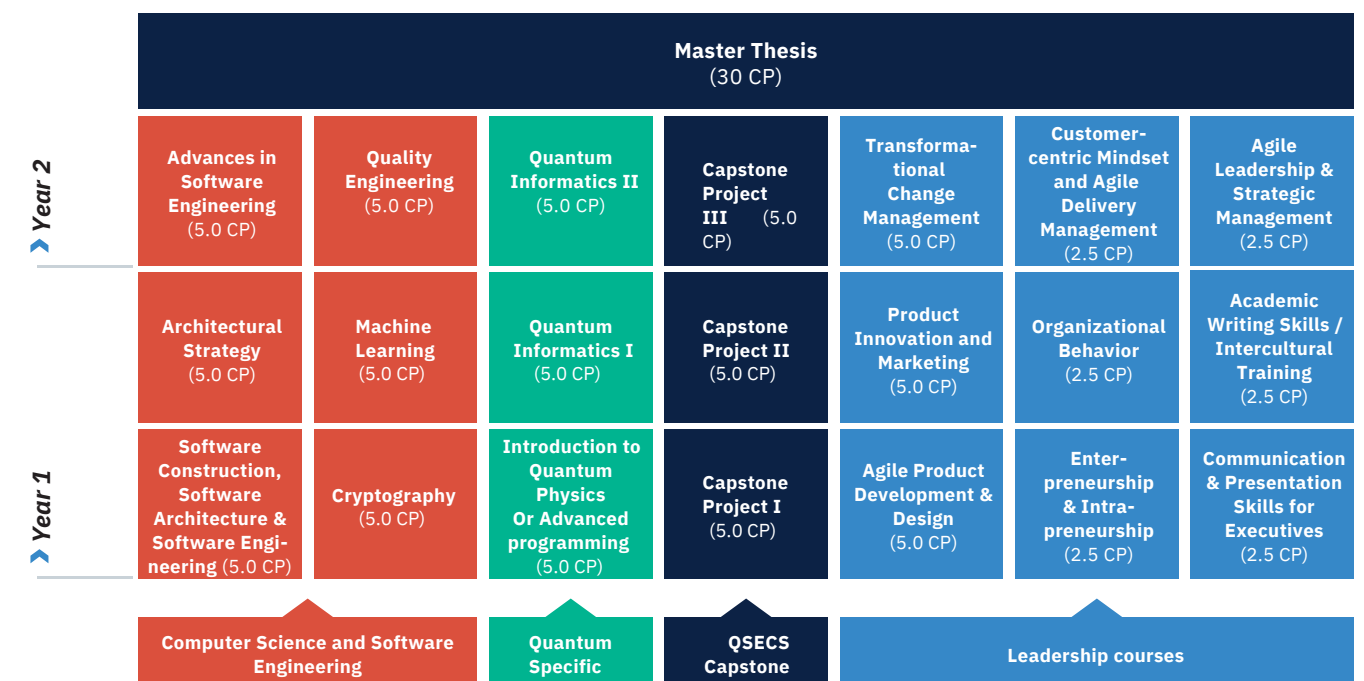 Master Thesis
(30 CP)
Year 2
Advances in
Software
Engineering
(5.0 CP)
Quality
Engineering
(5.0 CP)
Quantum
Informatics II
(5.0 CP)
Capstone
Project
III (5.0
CP)
Transforma-
tional
Change
Management
(5.0 CP)
Customer-
centric Mindset
and Agile
Delivery
Management
(2.5 CP)
Agile
Leadership &
Strategic
Management
(2.5 CP)
Architectural
Strategy
(5.0 CP)
Machine
Learning
(5.0 CP)
Quantum
Informatics I
(5.0 CP)
Capstone
Project II
(5.0 CP)
Product
Innovation and
Marketing
(5.0 CP)
Organizational
Behavior
(2.5 CP)
Academic
Writing Skills /
Intercultural
Training
(2.5 CP)
Year 1
Software
Construction,
Software
Architecture &
Software Engi-
neering (5.0 CP)
Cryptography
(5.0 CP)
Introduction to
Quantum
Physics
Or Advanced
programming
(5.0 CP)
Capstone
Project I
(5.0 CP)
Agile Product
Development &
Design
(5.0 CP)
Enter-
preneurship
& Intra-
preneurship
(2.5 CP)
Communication
& Presentation
Skills for
Executives
(2.5 CP)
Computer Science and Software
Engineering
Quantum
Specific
QSECS
Capstone
Leadership courses